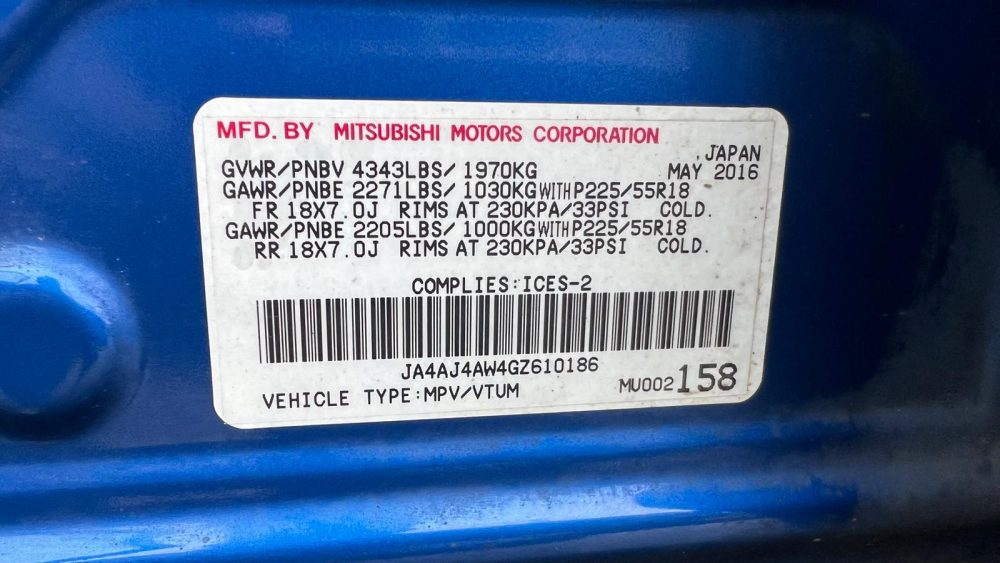 MFD. BY MITSUBISHI MOTORS CORPORATION
, JAPAN
GVWR/PNBV 4343LBS/ 1970KG MAY 2016
GAWR/PNBE 2271LBS/ 1030KG WITH P225/55R18
FR 18X7.0J RIMS AT 230KPA/33PSI COLD.
GAWR/PNBE 2205LBS/ 1000KG WITH P225/55R18
RR 18X7.0J RIMS AT 230KPA/33PSI COLD.
COMPLIES:ICES-2
JA4AJ4AW4GZ610186
VEHICLE TYPE:MPV/VTUM MU002158